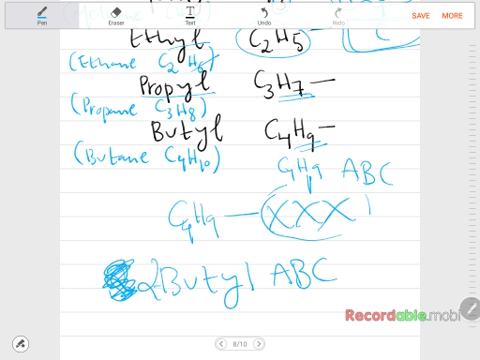 Pen Eraser Undo Redo SAVE MORE
Ethyl C2H5
(Ethane C2H6)
Propyl C3H7—
(Propane C3H8)
Butyl C4H9—
(Butane C4H10)
C4H9 ABC
C4H9 — XXX
Butyl ABC
Recordable.mobi
8/10